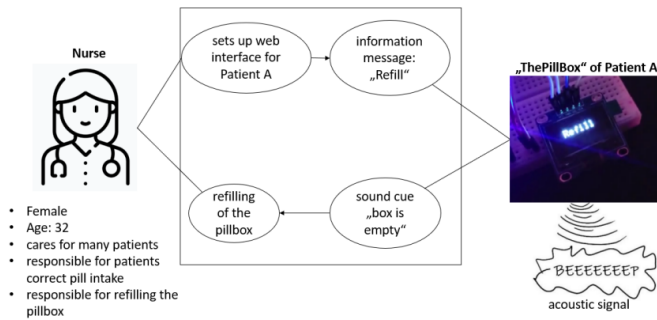 Nurse
sets up web
interface for
Patient A
information
message:
„Refill“
„ThePillBox“ of Patient A
Refill
refilling
of the
pillbox
sound cue
„box is
empty“
• Female
• Age: 32
• cares for many patients
• responsible for patients
correct pill intake
• responsible for refilling the
pillbox
BEEEEEEEP
acoustic signal